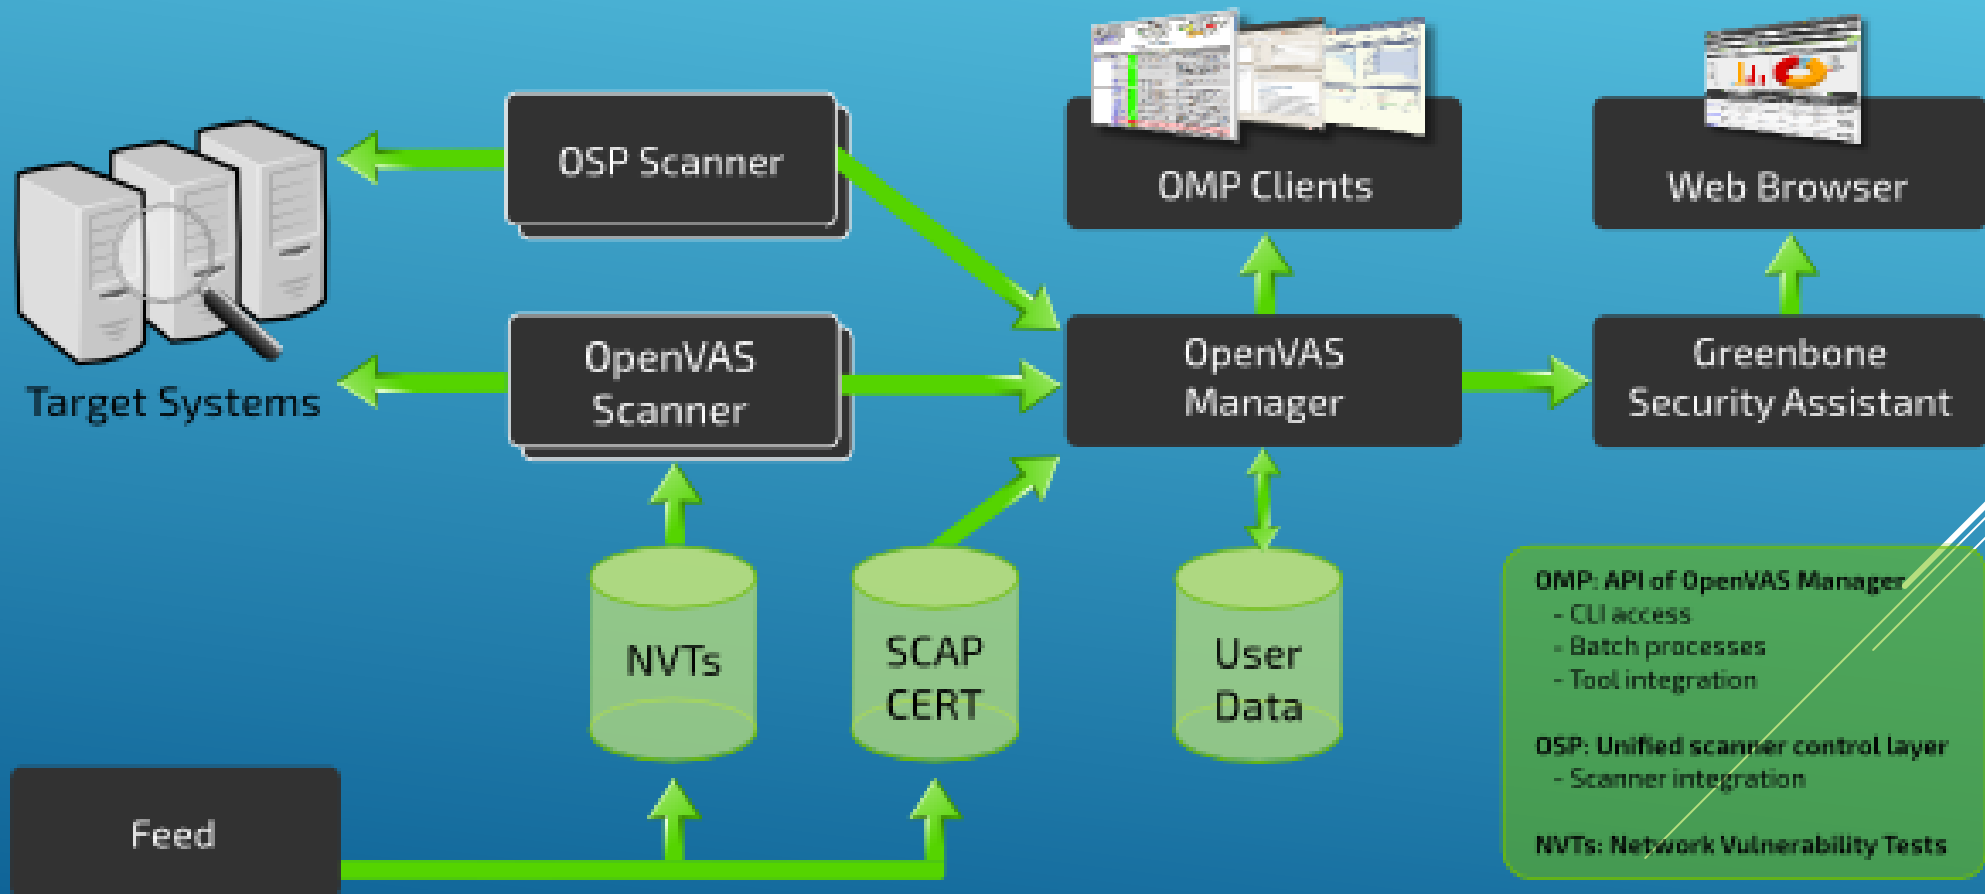 OSP Scanner
OMP Clients
Web Browser
Target Systems
OpenVAS
Scanner
OpenVAS
Manager
Greenbone
Security Assistant
NVTs
SCAP
CERT
User
Data
Feed
OMP: API of OpenVAS Manager
- CLI access
- Batch processes
- Tool integration
OSP: Unified scanner control layer
- Scanner integration
NVTs: Network Vulnerability Tests